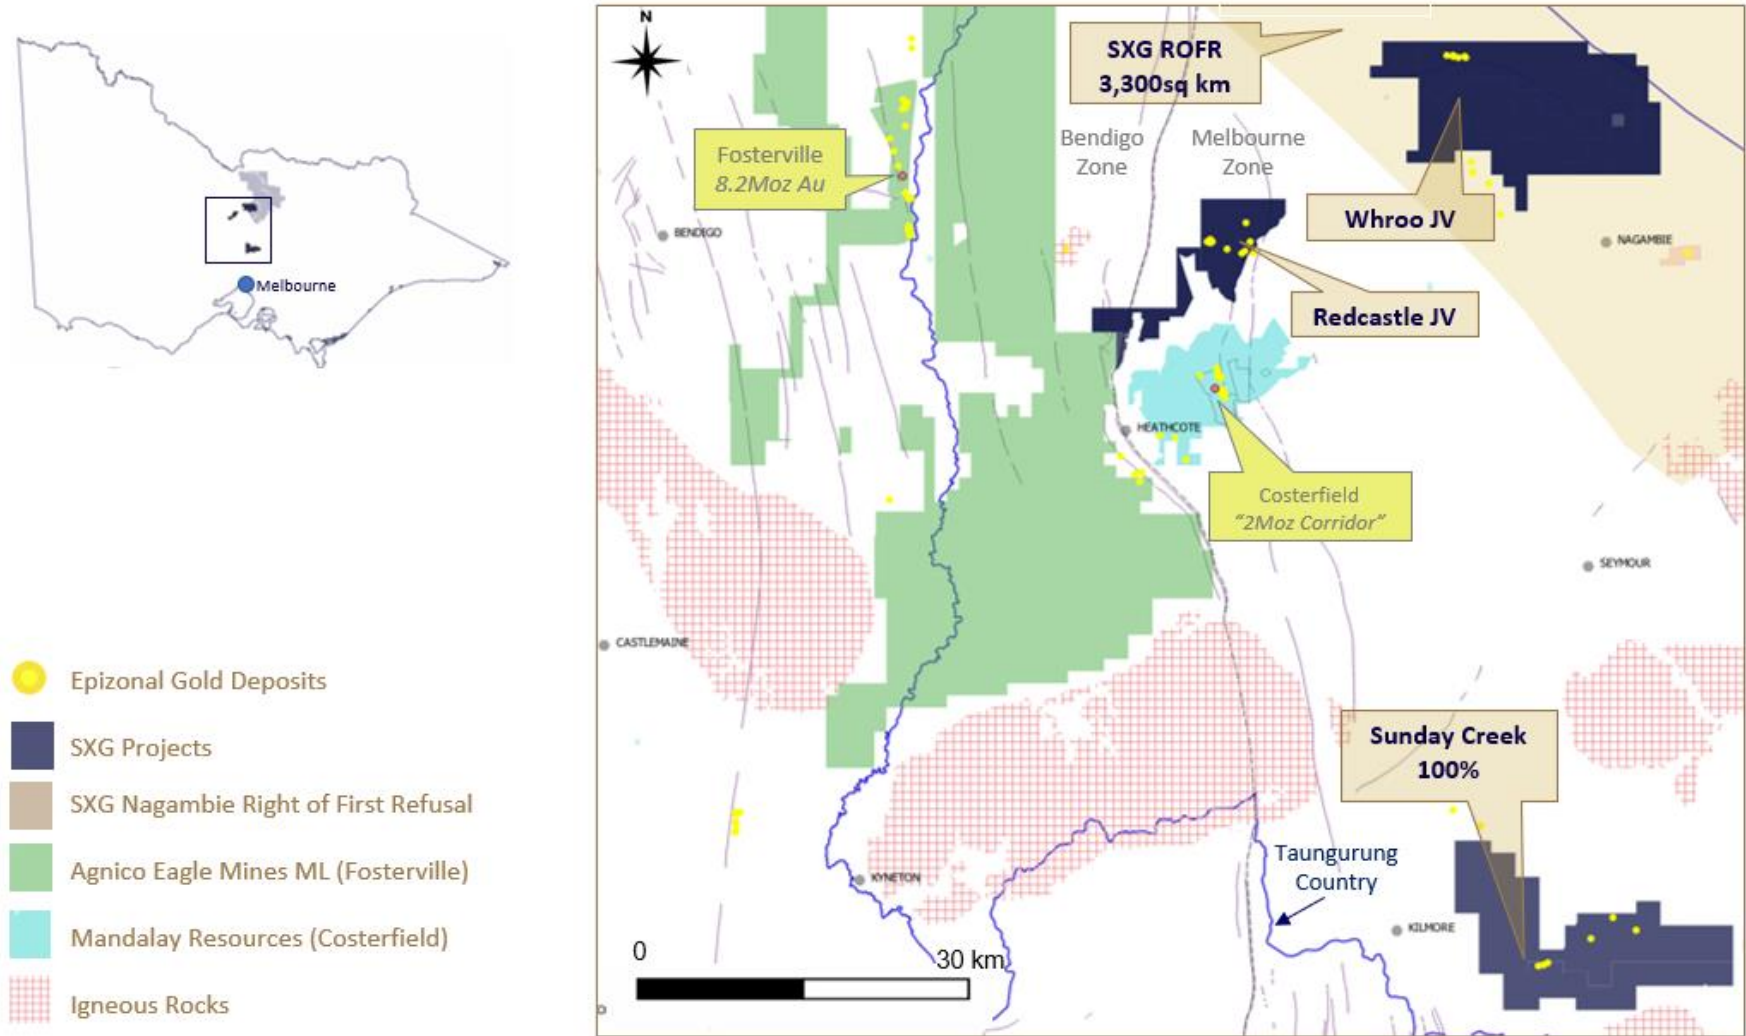 Melbourne
Epizonal Gold Deposits
SXG Projects
SXG Nagambie Right of First Refusal
Agnico Eagle Mines ML (Fosterville)
Mandalay Resources (Costerfield)
Igneous Rocks
N
SXG ROFR
3,300sq km
Bendigo
Zone
Melbourne
Zone
Fosterville
8.2Moz Au
Whroo JV
BENDIGO
NAGAMBIE
Redcastle JV
HEATHCOTE
Costerfield
“2Moz Corridor”
SEYMOUR
CASTLEMAINE
Sunday Creek
100%
Taungurung
Country
KYNETON
KILMORE
0
30 km